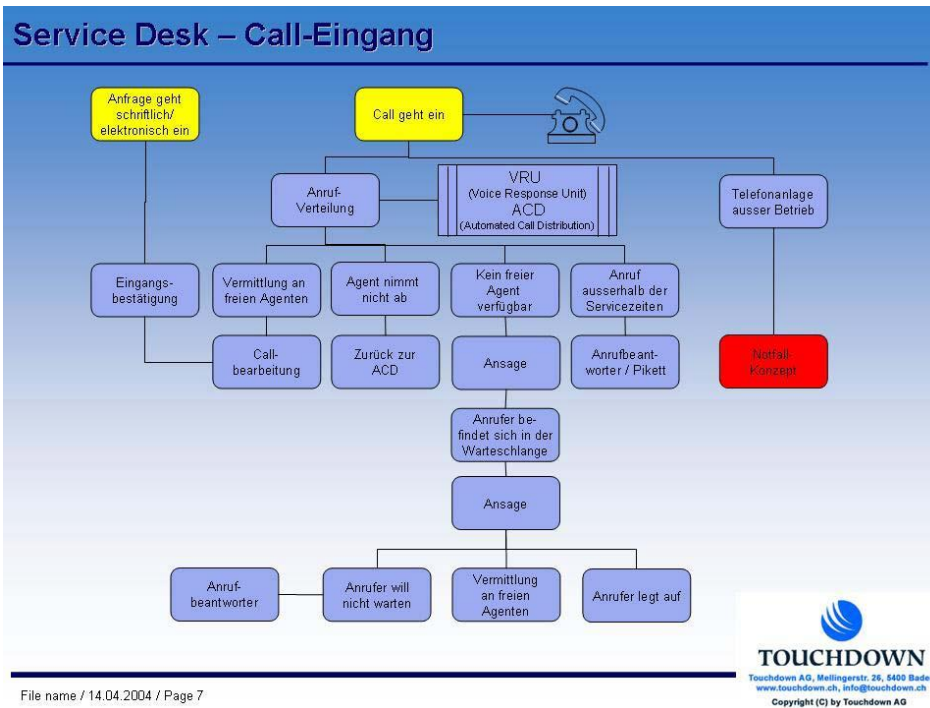 Service Desk – Call-Eingang
Anfrage geht
schriftlich/
elektronisch ein
Call geht ein
Anruf-
Verteilung
VRU
(Voice Response Unit)
ACD
(Automated Call Distribution)
Telefonanlage
ausser Betrieb
Eingangs-
bestätigung
Vermittlung an
freien Agenten
Agent nimmt
nicht ab
Kein freier
Agent
verfügbar
Anruf
ausserhalb der
Servicezeiten
Call-
bearbeitung
Zurück zur
ACD
Ansage
Anrufbeant-
worter / Pikett
Notfall-
Konzept
Anrufer be-
findet sich in der
Warteschlange
Ansage
Anruf-
beantworter
Anrufer will
nicht warten
Vermittlung
an freien
Agenten
Anrufer legt auf
TOUCHDOWN
Touchdown AG, Mellingerstr. 26, 5400 Bade
www.touchdown.ch, info@touchdown.ch
Copyright (C) by Touchdown AG
File name / 14.04.2004 / Page 7